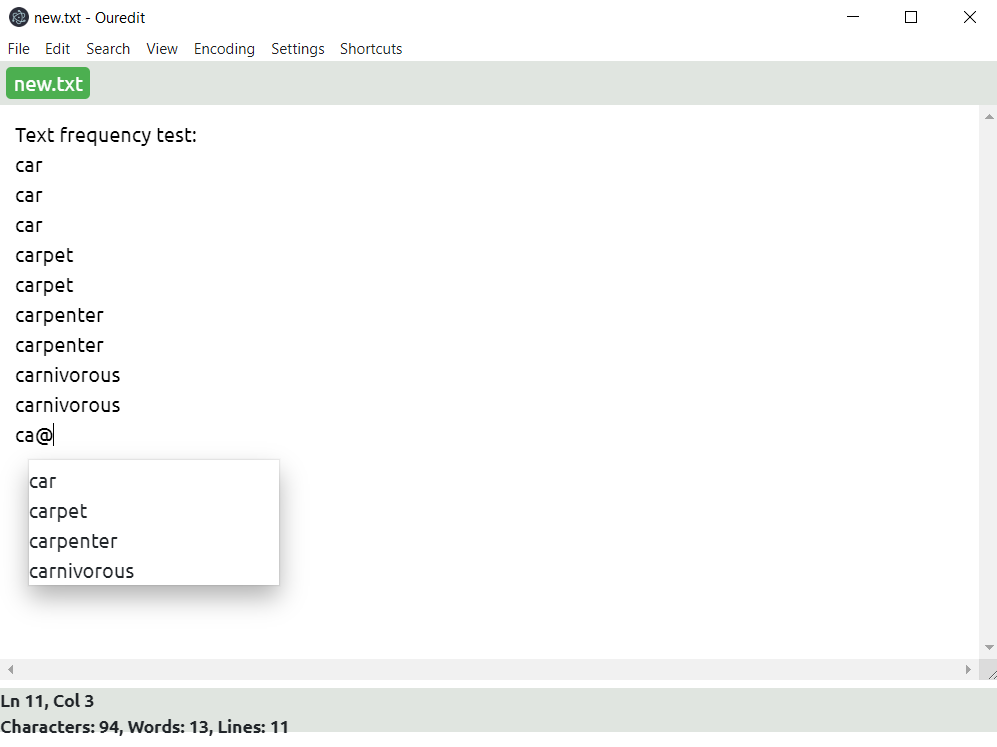 new.txt - Ouredit
File Edit Search View Encoding Settings Shortcuts
new.txt
Text frequency test:
car
car
car
carpet
carpet
carpenter
carpenter
carnivorous
carnivorous
ca@
car
carpet
carpenter
carnivorous
Ln 11, Col 3
Characters: 94, Words: 13, Lines: 11